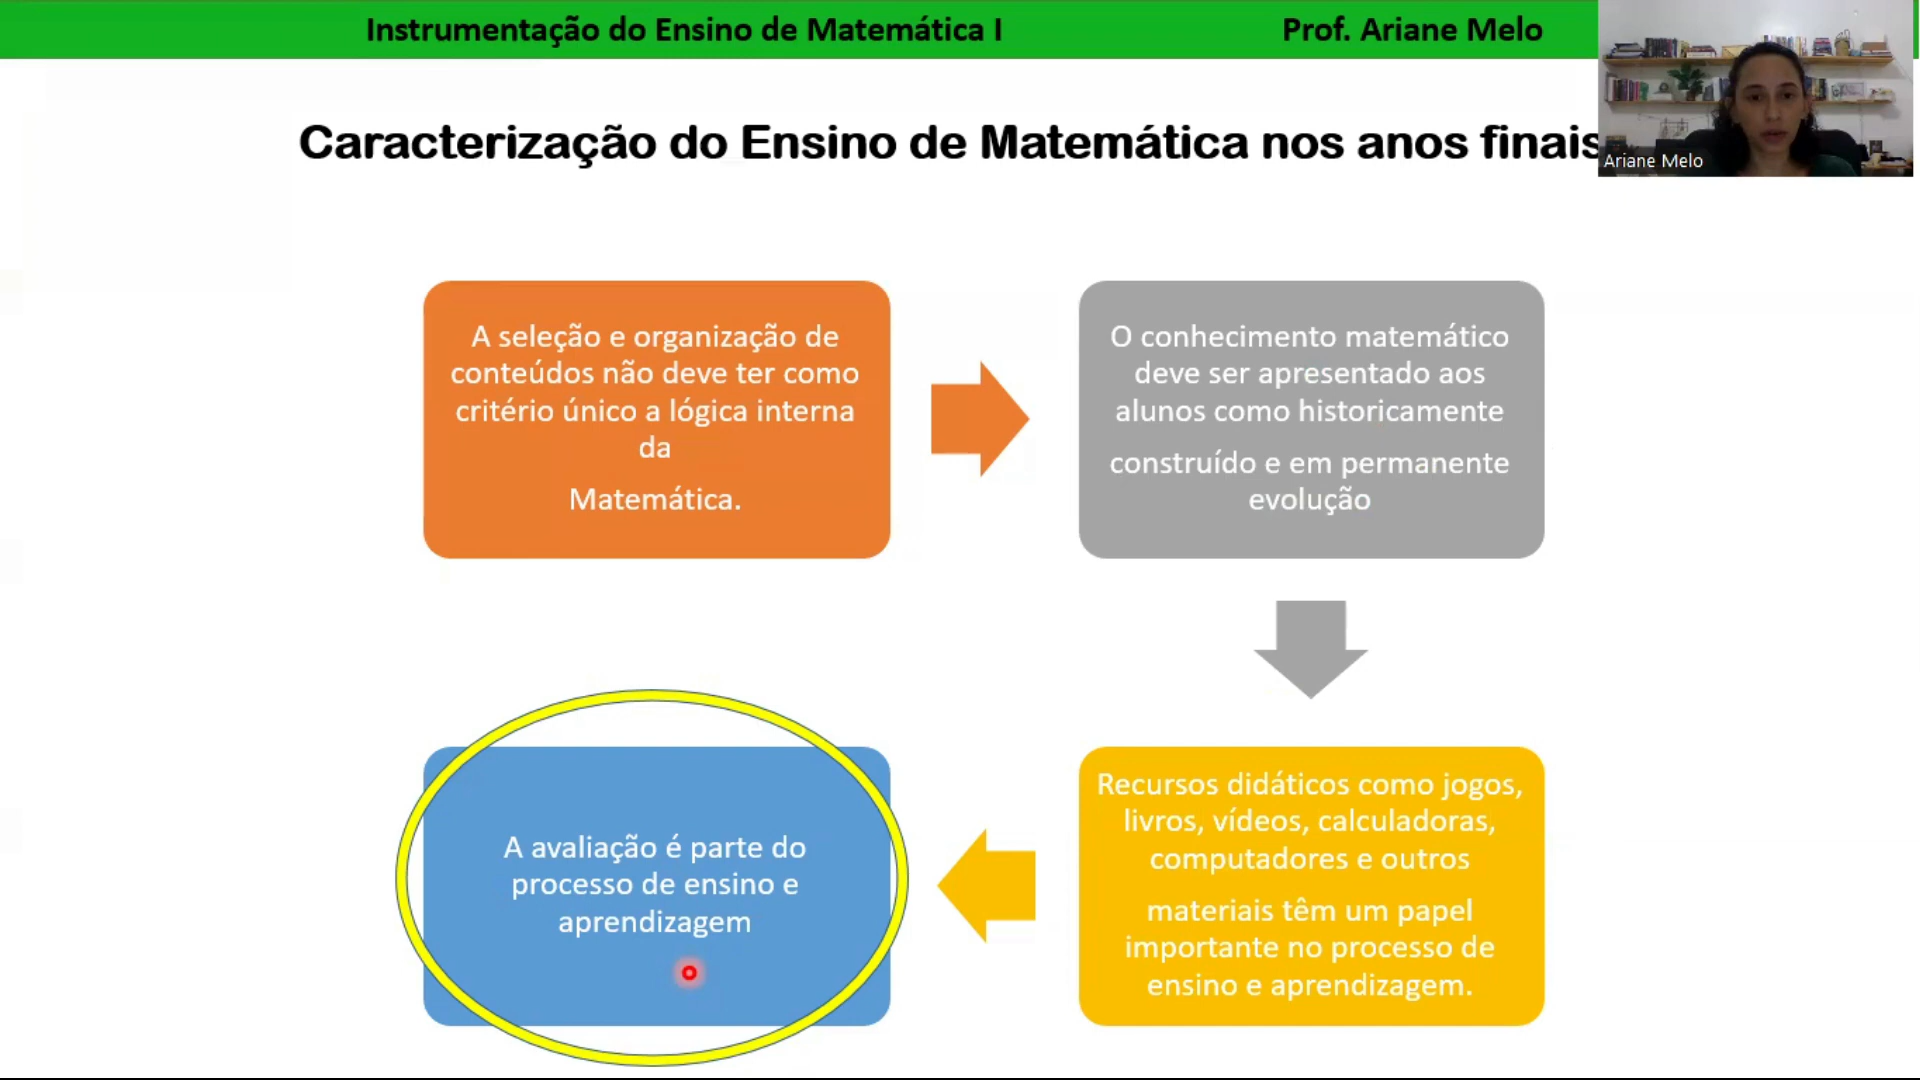 Instrumentação do Ensino de Matemática I
Prof. Ariane Melo
Caracterização do Ensino de Matemática nos anos finais
Ariane Melo
A seleção e organização de
conteúdos não deve ter como
critério único a lógica interna
da
Matemática.
O conhecimento matemático
deve ser apresentado aos
alunos como historicamente
construído e em permanente
evolução
A avaliação é parte do
processo de ensino e
aprendizagem
Recursos didáticos como jogos,
livros, vídeos, calculadoras,
computadores e outros
materiais têm um papel
importante no processo de
ensino e aprendizagem.